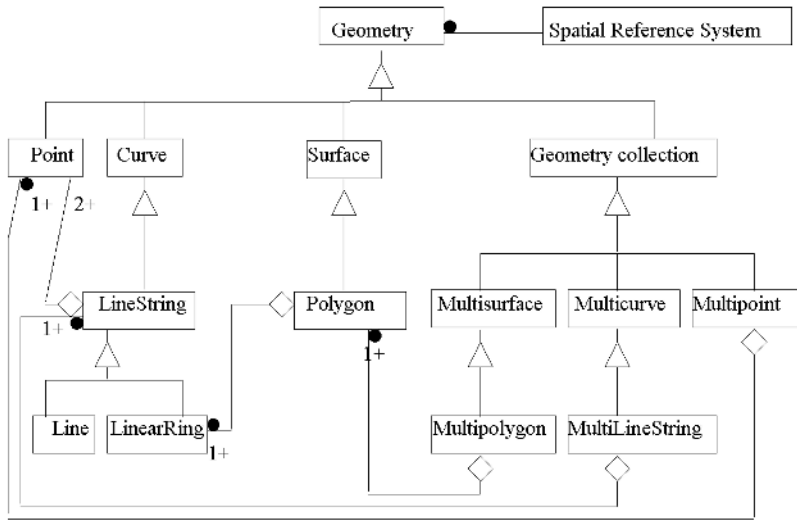 Geometry
Spatial Reference System
Point
Curve
Surface
Geometry collection
1+
2+
LineString
Polygon
Multisurface
Multicurve
Multipoint
1+
1+
Line
LinearRing
Multipolygon
MultiLineString
1+